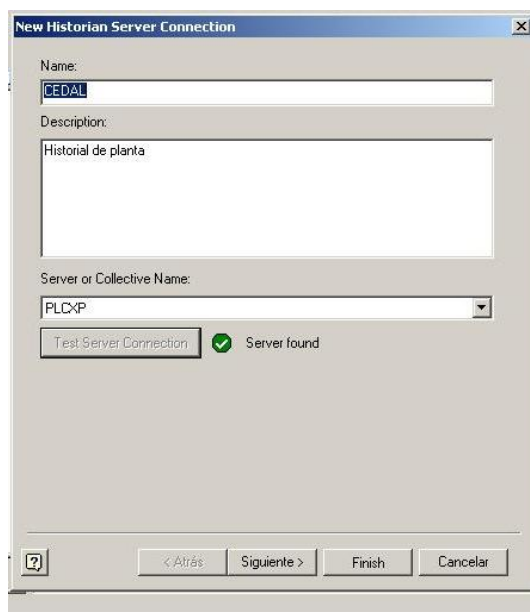 New Historian Server Connection
Name:
CEDAL
Description:
Historial de planta
Server or Collective Name:
PLCXP
Test Server Connection Server found
< Atrás Siguiente > Finish Cancelar